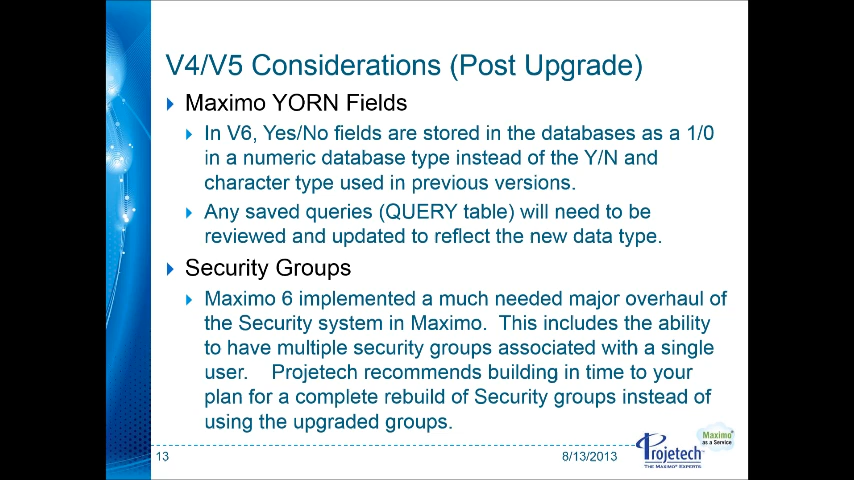 V4/V5 Considerations (Post Upgrade)
Maximo YORN Fields
In V6, Yes/No fields are stored in the databases as a 1/0
in a numeric database type instead of the Y/N and
character type used in previous versions.
Any saved queries (QUERY table) will need to be
reviewed and updated to reflect the new data type.
Security Groups
Maximo 6 implemented a much needed major overhaul of
the Security system in Maximo.  This includes the ability
to have multiple security groups associated with a single
user.    Projetech recommends building in time to your
plan for a complete rebuild of Security groups instead of
using the upgraded groups.
13
8/13/2013
Projetech
THE MAXIMO EXPERTS
Maximo
as a Service